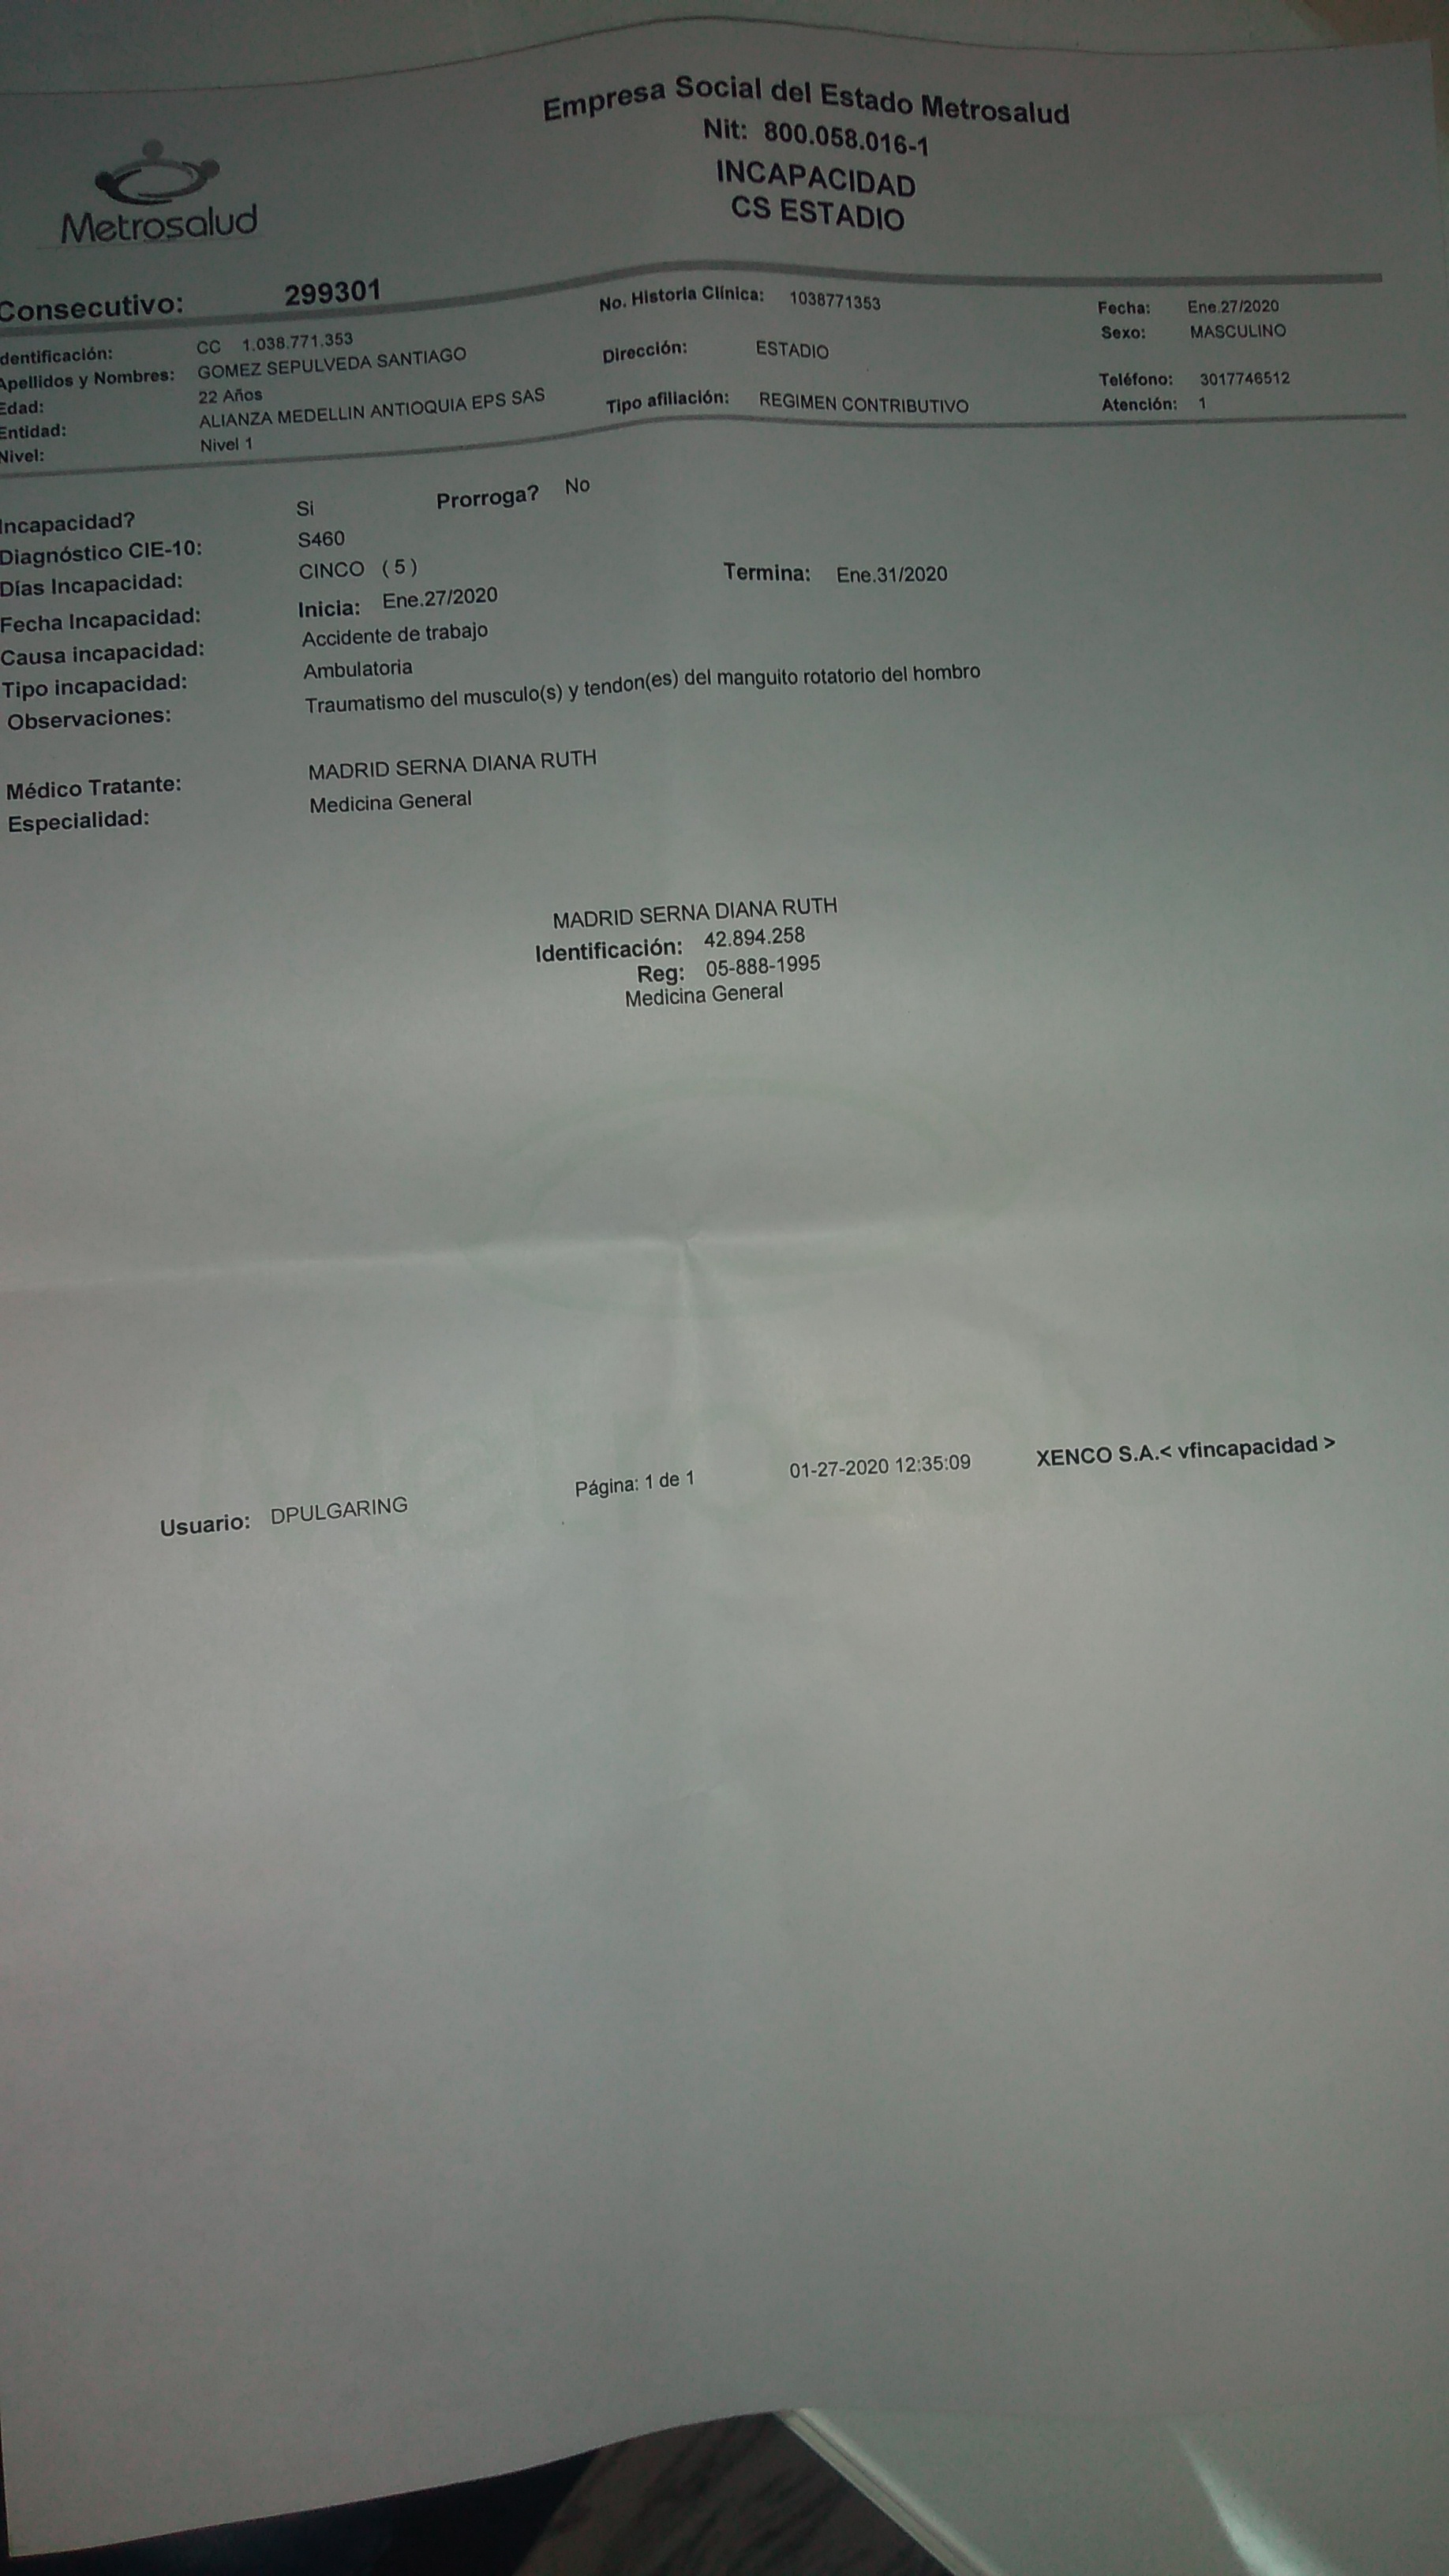 Empresa Social del Estado Metrosalud
Nit: 800.058.016-1
INCAPACIDAD
CS ESTADIO
Metrosalud
Consecutivo: 299301
No. Historia Clínica: 1038771353
Fecha: Ene.27/2020
dentificación: CC 1.038.771.353
Sexo: MASCULINO
Apellidos y Nombres: GOMEZ SEPULVEDA SANTIAGO
Dirección: ESTADIO
Edad: 22 Años
Teléfono: 3017746512
Entidad: ALIANZA MEDELLIN ANTIOQUIA EPS SAS
Tipo afiliación: REGIMEN CONTRIBUTIVO
Atención: 1
Nivel: Nivel 1
Incapacidad? Si Prorroga? No
Diagnóstico CIE-10: S460
Días Incapacidad: CINCO (5)
Fecha Incapacidad: Inicia: Ene.27/2020 Termina: Ene.31/2020
Causa incapacidad: Accidente de trabajo
Tipo incapacidad: Ambulatoria
Observaciones: Traumatismo del musculo(s) y tendon(es) del manguito rotatorio del hombro
Médico Tratante: MADRID SERNA DIANA RUTH
Especialidad: Medicina General
MADRID SERNA DIANA RUTH
Identificación: 42.894.258
Reg: 05-888-1995
Medicina General
Metrosalud
Usuario: DPULGARING Página: 1 de 1 01-27-2020 12:35:09 XENCO S.A.< vfincapacidad >